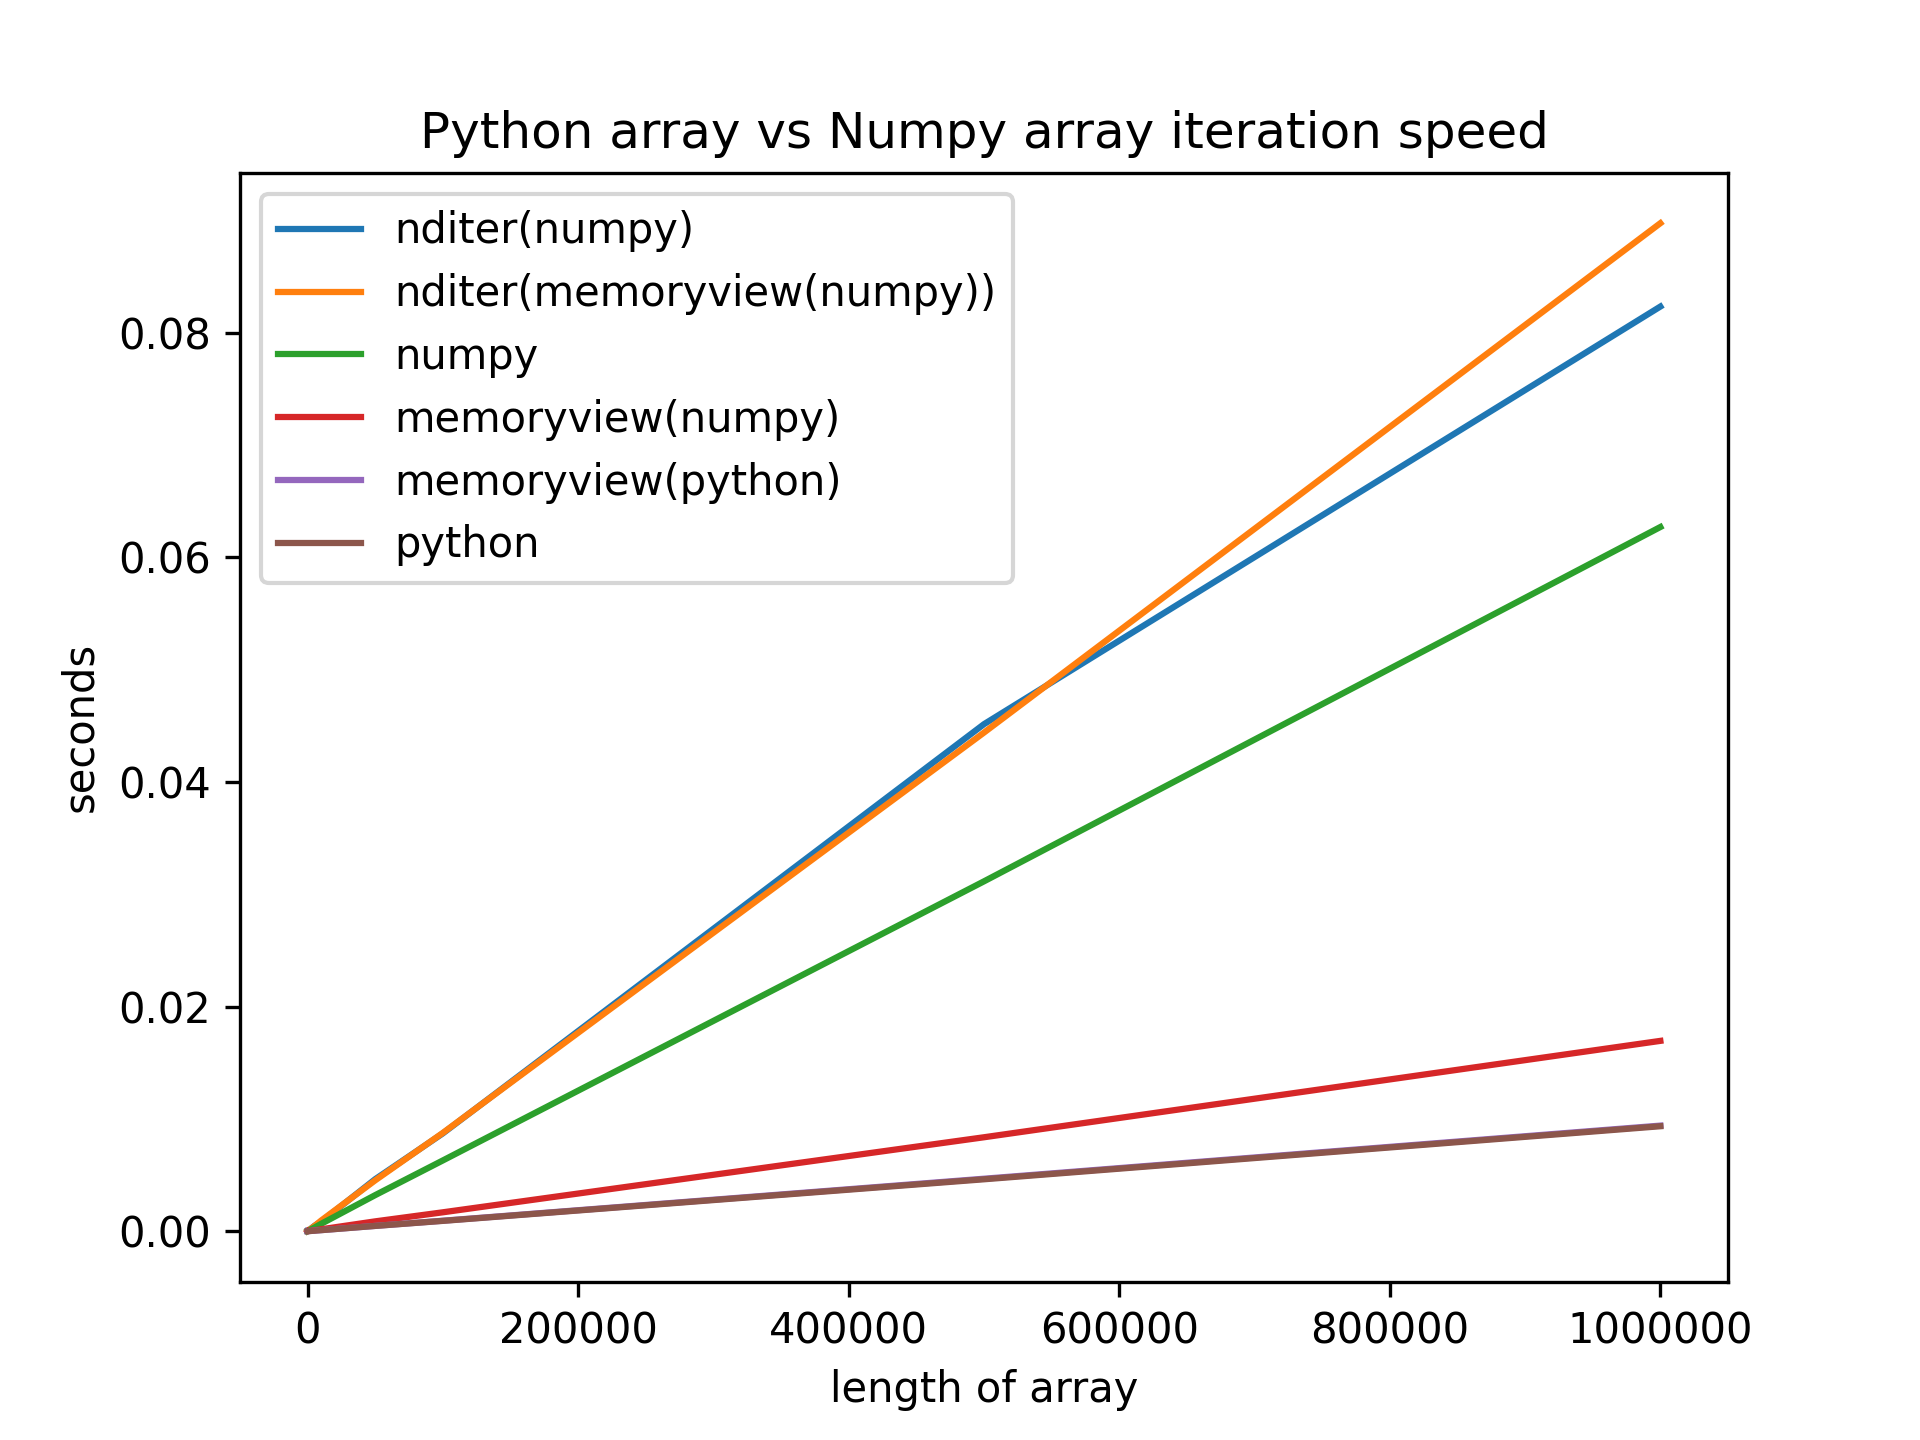 Python array vs Numpy array iteration speed
nditer(numpy)
nditer(memoryview(numpy))
numpy
memoryview(numpy)
memoryview(python)
python
seconds
0.08
0.06
0.04
0.02
0.00
0 200000 400000 600000 800000 1000000
length of array